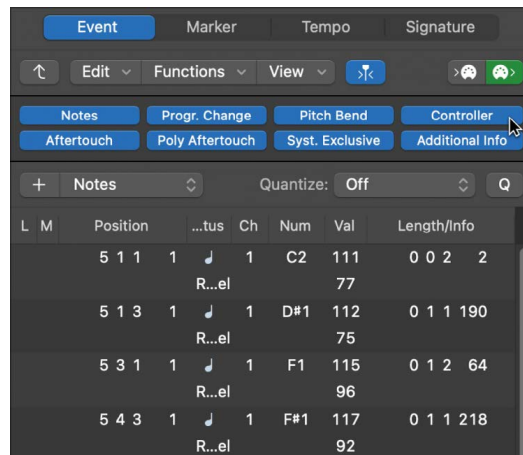 Event Marker Tempo Signature
Edit Functions View
Notes Progr. Change Pitch Bend Controller
Aftertouch Poly Aftertouch Syst. Exclusive Additional Info
+ Notes Quantize: Off Q
L M Position ...tus Ch Num Val Length/Info
5 1 1 1 1 C2 111 0 0 2 2
R...el 77
5 1 3 1 1 D#1 112 0 1 1 190
R...el 75
5 3 1 1 1 F1 115 0 1 2 64
R...el 96
5 4 3 1 1 F#1 117 0 1 1 218
R...el 92